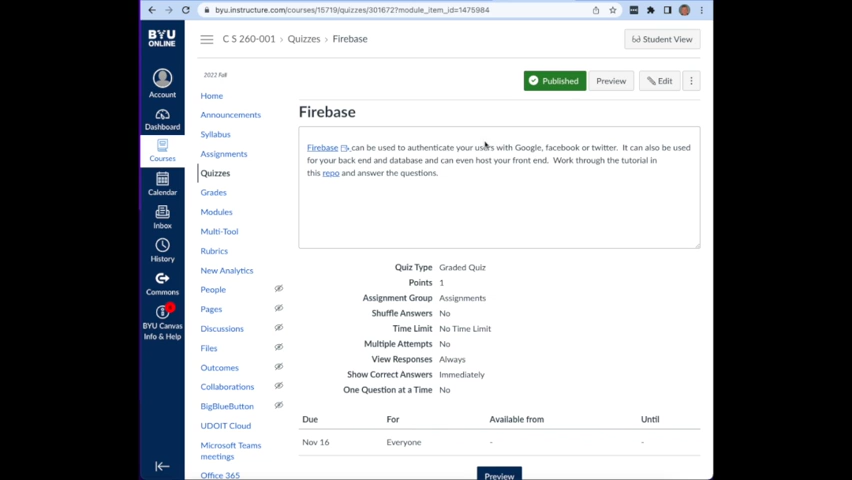 byu.instructure.com/courses/15719/quizzes/301672?module_item_id=1475984
BYU
ONLINE
Account
Dashboard
Courses
Calendar
Inbox
History
Commons
BYU Canvas
Info & Help
C S 260-001 › Quizzes › Firebase
Student View
2022 Fall
Home
Announcements
Syllabus
Assignments
Quizzes
Grades
Modules
Multi-Tool
Rubrics
New Analytics
People
Pages
Discussions
Files
Outcomes
Collaborations
BigBlueButton
UDOIT Cloud
Microsoft Teams
meetings
Office 365
Published
Preview
Edit
Firebase
Firebase can be used to authenticate your users with Google, facebook or twitter. It can also be used
for your back end and database and can even host your front end. Work through the tutorial in
this repo and answer the questions.
Quiz Type Graded Quiz
Points 1
Assignment Group Assignments
Shuffle Answers No
Time Limit No Time Limit
Multiple Attempts No
View Responses Always
Show Correct Answers Immediately
One Question at a Time No
Due For Available from Until
Nov 16 Everyone - -
Preview